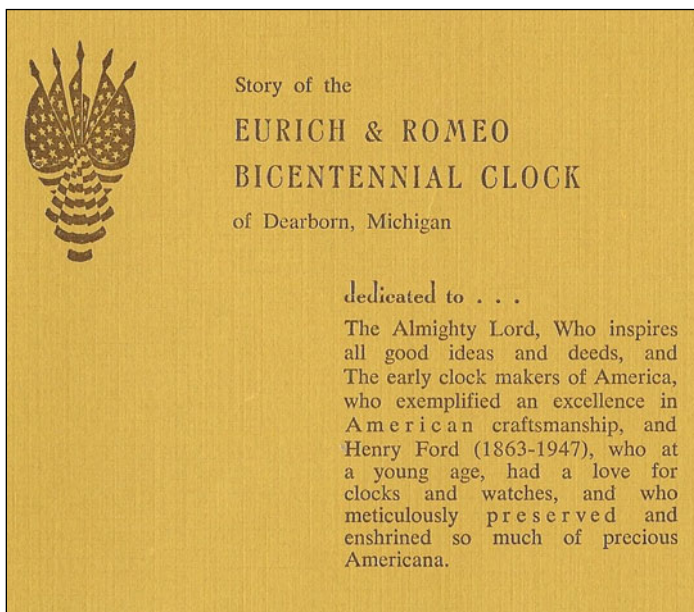 Story of the
EURICH & ROMEO
BICENTENNIAL CLOCK
of Dearborn, Michigan
dedicated to . . .
The Almighty Lord, Who inspires
all good ideas and deeds, and
The early clock makers of America,
who exemplified an excellence in
American craftsmanship, and
Henry Ford (1863-1947), who at
a young age, had a love for
clocks and watches, and who
meticulously preserved and
enshrined so much of precious
Americana.